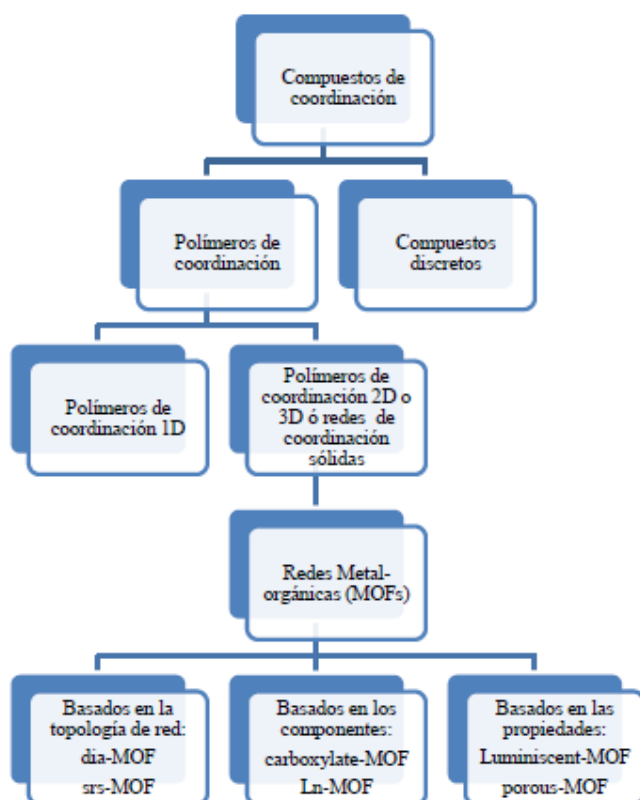 Compuestos de
coordinación
Polímeros de
coordinación
Compuestos
discretos
Polímeros de
coordinación 1D
Polímeros de
coordinación 2D o
3D ó redes de
coordinación
sólidas
Redes Metal-
orgánicas (MOFs)
Basados en la
topología de red:
dia-MOF
srs-MOF
Basados en los
componentes:
carboxylate-MOF
Ln-MOF
Basados en las
propiedades:
Luminiscent-MOF
porous-MOF